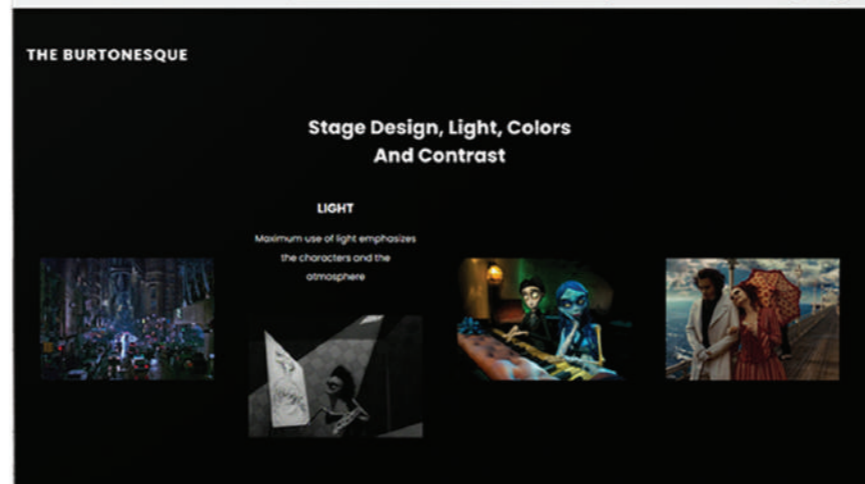 THE BURTONESQUE
Stage Design, Light, Colors
And Contrast
LIGHT
Maximum use of light emphasizes
the characters and the
atmosphere